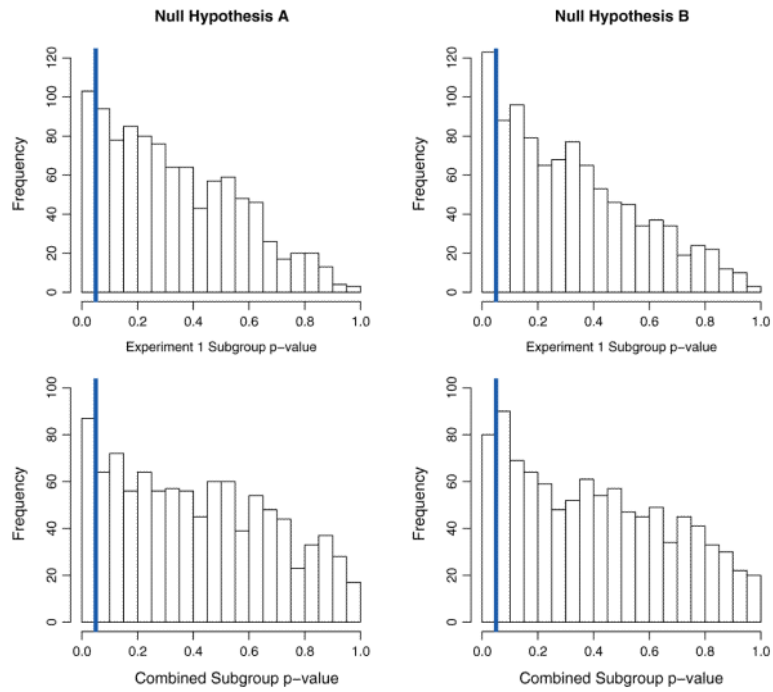 Null Hypothesis A
Frequency
0 20 40 60 80 100 120
0.0 0.2 0.4 0.6 0.8 1.0
Experiment 1 Subgroup p-value
Null Hypothesis B
Frequency
0 20 40 60 80 100 120
0.0 0.2 0.4 0.6 0.8 1.0
Experiment 1 Subgroup p-value
Frequency
0 20 40 60 80 100
0.0 0.2 0.4 0.6 0.8 1.0
Combined Subgroup p-value
Frequency
0 20 40 60 80 100
0.0 0.2 0.4 0.6 0.8 1.0
Combined Subgroup p-value